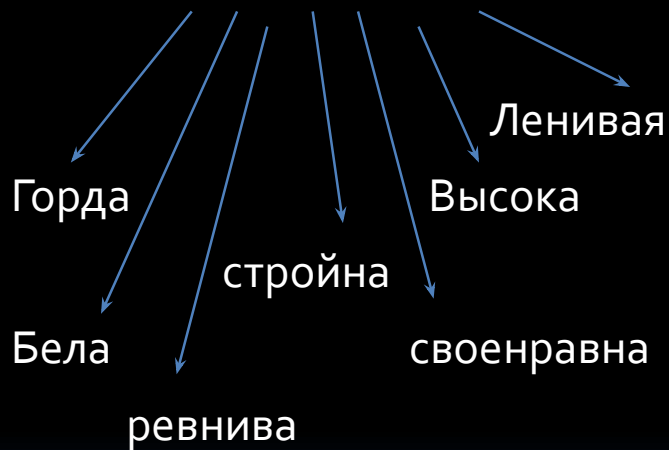 Ленивая
Горда
Высока
стройна
Бела
своенравна
ревнива